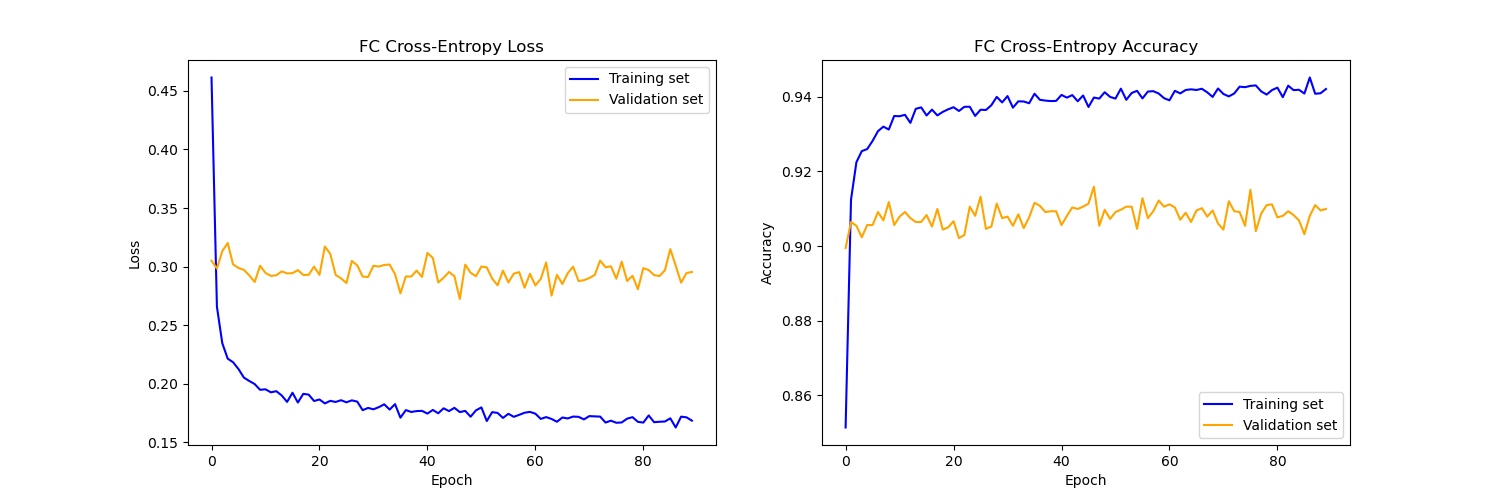 FC Cross-Entropy Loss
Loss
0.45
0.40
0.35
0.30
0.25
0.20
0.15
0
20
40
60
80
Epoch
Training set
Validation set
FC Cross-Entropy Accuracy
Accuracy
0.94
0.92
0.90
0.88
0.86
0
20
40
60
80
Epoch
Training set
Validation set